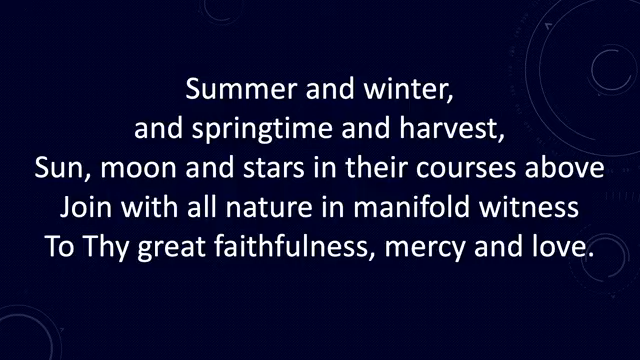 Summer and winter,
and springtime and harvest,
Sun, moon and stars in their courses above
Join with all nature in manifold witness
To Thy great faithfulness, mercy and love.